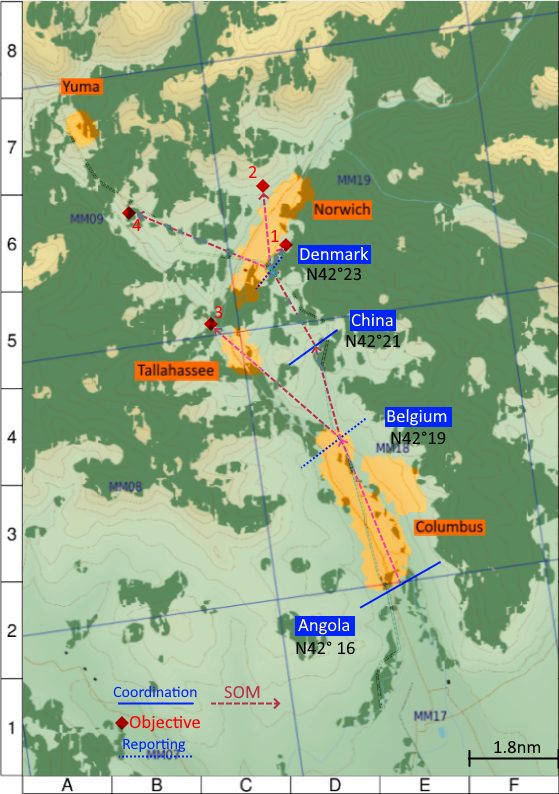 8
Yuma
7
2
MM19
Norwich
MM09
4
6
1
Denmark
N42°23
3
China
5
N42°21
Tallahassee
Belgium
4
N42°19
MM18
MM08
Columbus
3
Angola
2
N42° 16
Coordination
SOM
Objective
MM17
1
Reporting
1.8nm
MM07
A B C D E F